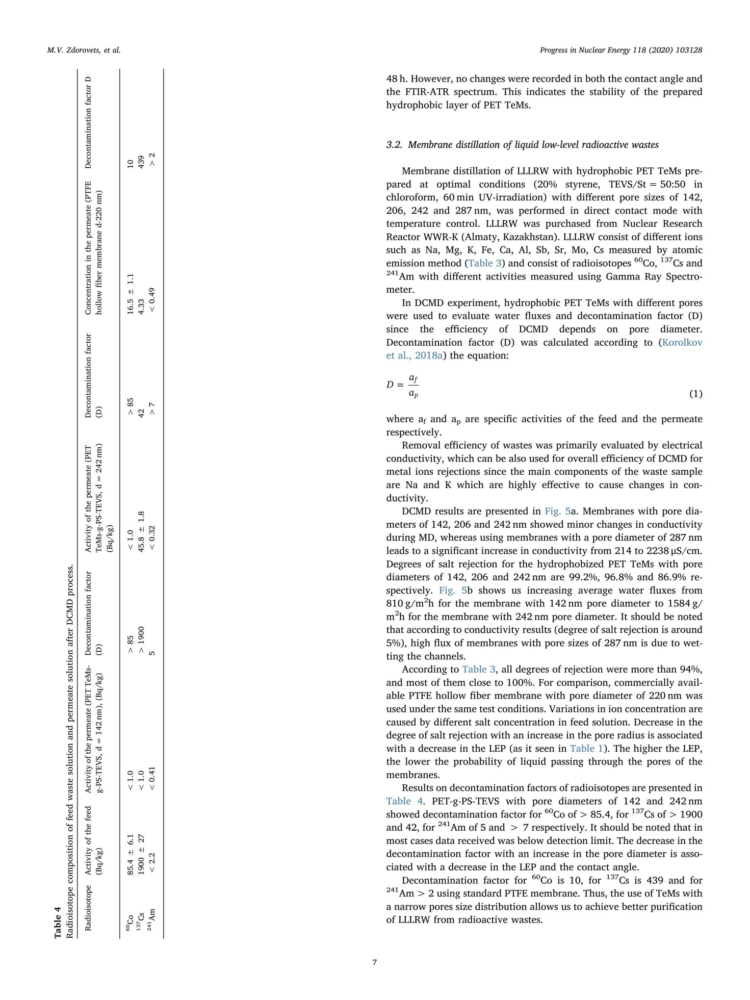 M.V. Zdorovets, et al.
Progress in Nuclear Energy 118 (2020) 103128
Table 4
Radioisotope composition of feed waste solution and permeate solution after DCMD process.
Radioisotope Activity of the feed (Bq/kg) Activity of the permeate (PET TeMs-g-PS-TEVS, d = 142 nm), (Bq/kg) Decontamination factor (D) Activity of the permeate (PET TeMs-g-PS-TEVS, d = 242 nm) (Bq/kg) Decontamination factor (D) Concentration in the permeate (PTFE hollow fiber membrane d-220 nm) Decontamination factor D
⁶⁰Co 85.4 ± 6.1 < 1.0 > 85 < 1.0 > 85 16.5 ± 1.1 10
¹³⁷Cs 1900 ± 27 < 1.0 > 1900 45.8 ± 1.8 42 4.33 439
²⁴¹Am < 2.2 < 0.41 5 < 0.32 > 7 < 0.49 > 2
48 h. However, no changes were recorded in both the contact angle and
the FTIR-ATR spectrum. This indicates the stability of the prepared
hydrophobic layer of PET TeMs.
3.2. Membrane distillation of liquid low-level radioactive wastes
Membrane distillation of LLLRW with hydrophobic PET TeMs pre-
pared at optimal conditions (20% styrene, TEVS/St = 50:50 in
chloroform, 60 min UV-irradiation) with different pore sizes of 142,
206, 242 and 287 nm, was performed in direct contact mode with
temperature control. LLLRW was purchased from Nuclear Research
Reactor WWR-K (Almaty, Kazakhstan). LLLRW consist of different ions
such as Na, Mg, K, Fe, Ca, Al, Sb, Sr, Mo, Cs measured by atomic
emission method (Table 3) and consist of radioisotopes ⁶⁰Co, ¹³⁷Cs and
²⁴¹Am with different activities measured using Gamma Ray Spectro-
meter.
In DCMD experiment, hydrophobic PET TeMs with different pores
were used to evaluate water fluxes and decontamination factor (D)
since the efficiency of DCMD depends on pore diameter.
Decontamination factor (D) was calculated according to (Korolkov
et al., 2018a) the equation:
D = a_f / a_p (1)
where a_f and a_p are specific activities of the feed and the permeate
respectively.
Removal efficiency of wastes was primarily evaluated by electrical
conductivity, which can be also used for overall efficiency of DCMD for
metal ions rejections since the main components of the waste sample
are Na and K which are highly effective to cause changes in con-
ductivity.
DCMD results are presented in Fig. 5a. Membranes with pore dia-
meters of 142, 206 and 242 nm showed minor changes in conductivity
during MD, whereas using membranes with a pore diameter of 287 nm
leads to a significant increase in conductivity from 214 to 2238 µS/cm.
Degrees of salt rejection for the hydrophobized PET TeMs with pore
diameters of 142, 206 and 242 nm are 99.2%, 96.8% and 86.9% re-
spectively. Fig. 5b shows us increasing average water fluxes from
810 g/m²h for the membrane with 142 nm pore diameter to 1584 g/
m²h for the membrane with 242 nm pore diameter. It should be noted
that according to conductivity results (degree of salt rejection is around
5%), high flux of membranes with pore sizes of 287 nm is due to wet-
ting the channels.
According to Table 3, all degrees of rejection were more than 94%,
and most of them close to 100%. For comparison, commercially avail-
able PTFE hollow fiber membrane with pore diameter of 220 nm was
used under the same test conditions. Variations in ion concentration are
caused by different salt concentration in feed solution. Decrease in the
degree of salt rejection with an increase in the pore radius is associated
with a decrease in the LEP (as it seen in Table 1). The higher the LEP,
the lower the probability of liquid passing through the pores of the
membranes.
Results on decontamination factors of radioisotopes are presented in
Table 4. PET-g-PS-TEVS with pore diameters of 142 and 242 nm
showed decontamination factor for ⁶⁰Co of > 85.4, for ¹³⁷Cs of > 1900
and 42, for ²⁴¹Am of 5 and > 7 respectively. It should be noted that in
most cases data received was below detection limit. The decrease in the
decontamination factor with an increase in the pore diameter is asso-
ciated with a decrease in the LEP and the contact angle.
Decontamination factor for ⁶⁰Co is 10, for ¹³⁷Cs is 439 and for
²⁴¹Am > 2 using standard PTFE membrane. Thus, the use of TeMs with
a narrow pores size distribution allows us to achieve better purification
of LLLRW from radioactive wastes.
7